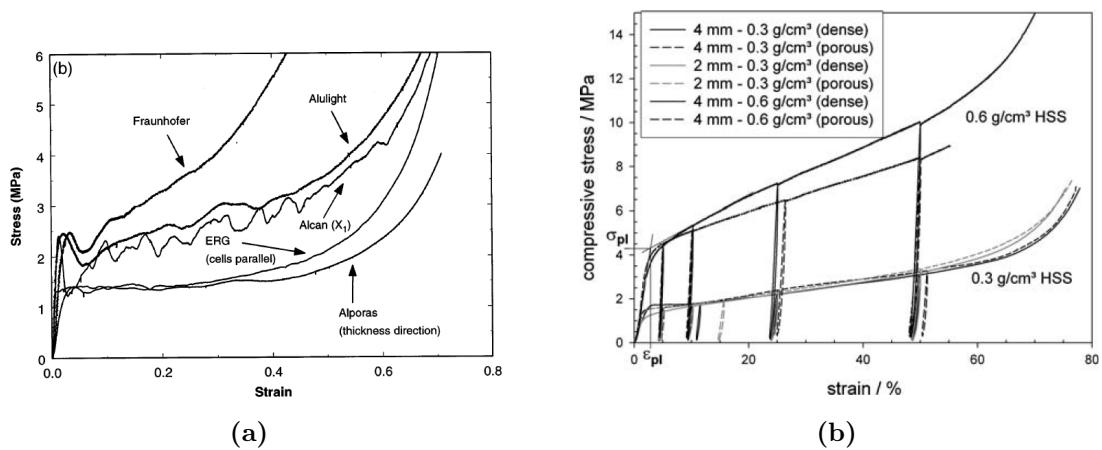 (b)
6
5
4
3
2
1
0
Stress (MPa)
Fraunhofer
Alulight
Alcan (X₁)
ERG
(cells parallel)
Alporas
(thickness direction)
0.0 0.2 0.4 0.6 0.8
Strain
(a)
4 mm - 0.3 g/cm³ (dense)
4 mm - 0.3 g/cm³ (porous)
2 mm - 0.3 g/cm³ (dense)
2 mm - 0.3 g/cm³ (porous)
4 mm - 0.6 g/cm³ (dense)
4 mm - 0.6 g/cm³ (porous)
14
12
10
8
6
σpl
4
2
0
compressive stress / MPa
0.6 g/cm³ HSS
0.3 g/cm³ HSS
0 εpl 20 40 60 80
strain / %
(b)